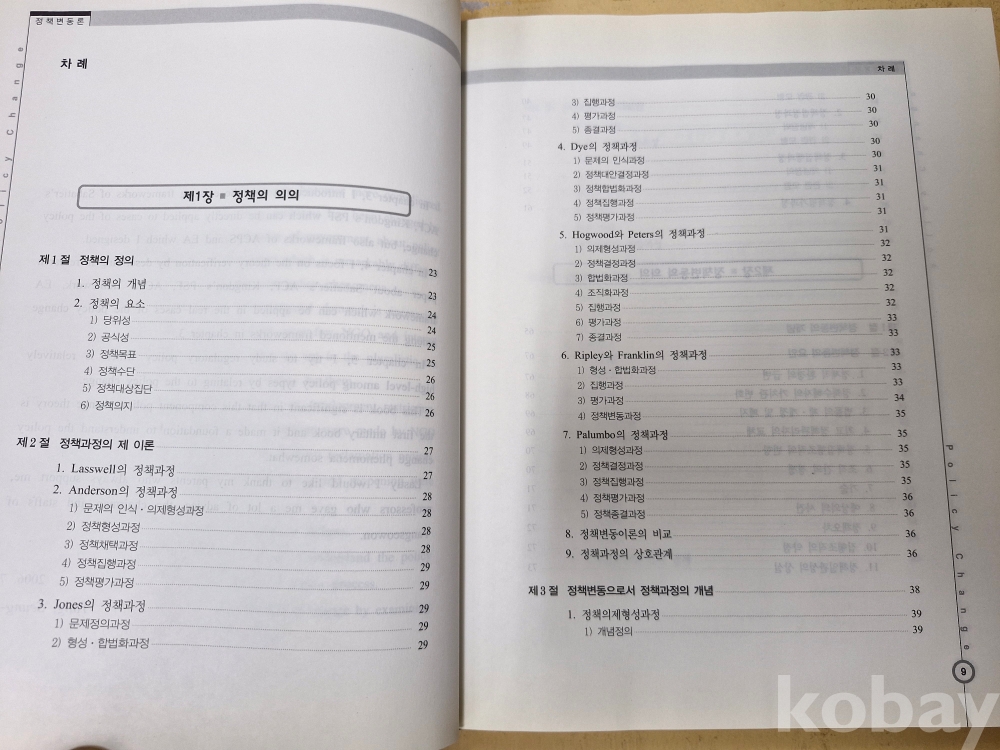 정책변동론
차 례
제1장 ■ 정책의 의의
제1절 정책의 정의 23
1. 정책의 개념 23
2. 정책의 요소 24
1) 당위성 24
2) 공식성 25
3) 정책목표 25
4) 정책수단 26
5) 정책대상집단 26
6) 정책의지 26
제2절 정책과정의 제 이론 27
1. Lasswell의 정책과정 27
2. Anderson의 정책과정 28
1) 문제의 인식·의제형성과정 28
2) 정책형성과정 28
3) 정책채택과정 28
4) 정책집행과정 29
5) 정책평가과정 29
3. Jones의 정책과정 29
1) 문제정의과정 29
2) 형성·합법화과정 29
차 례
3) 집행과정 30
4) 평가과정 30
5) 종결과정 30
4. Dye의 정책과정 30
1) 문제의 인식과정 30
2) 정책대안결정과정 31
3) 정책합법화과정 31
4) 정책집행과정 31
5) 정책평가과정 31
5. Hogwood와 Peters의 정책과정 31
1) 의제형성과정 32
2) 정책결정과정 32
3) 합법화과정 32
4) 조직화과정 32
5) 집행과정 32
6) 평가과정 33
7) 종결과정 33
6. Ripley와 Franklin의 정책과정 33
1) 형성·합법화과정 33
2) 집행과정 33
3) 평가과정 34
4) 정책변동과정 35
7. Palumbo의 정책과정 35
1) 의제형성과정 35
2) 정책결정과정 35
3) 정책집행과정 35
4) 정책평가과정 36
5) 정책종결과정 36
8. 정책변동이론의 비교 36
9. 정책과정의 상호관계 36
제3절 정책변동으로서 정책과정의 개념 38
1. 정책의제형성과정 39
1) 개념정의 39
Policy Change
9
kobay